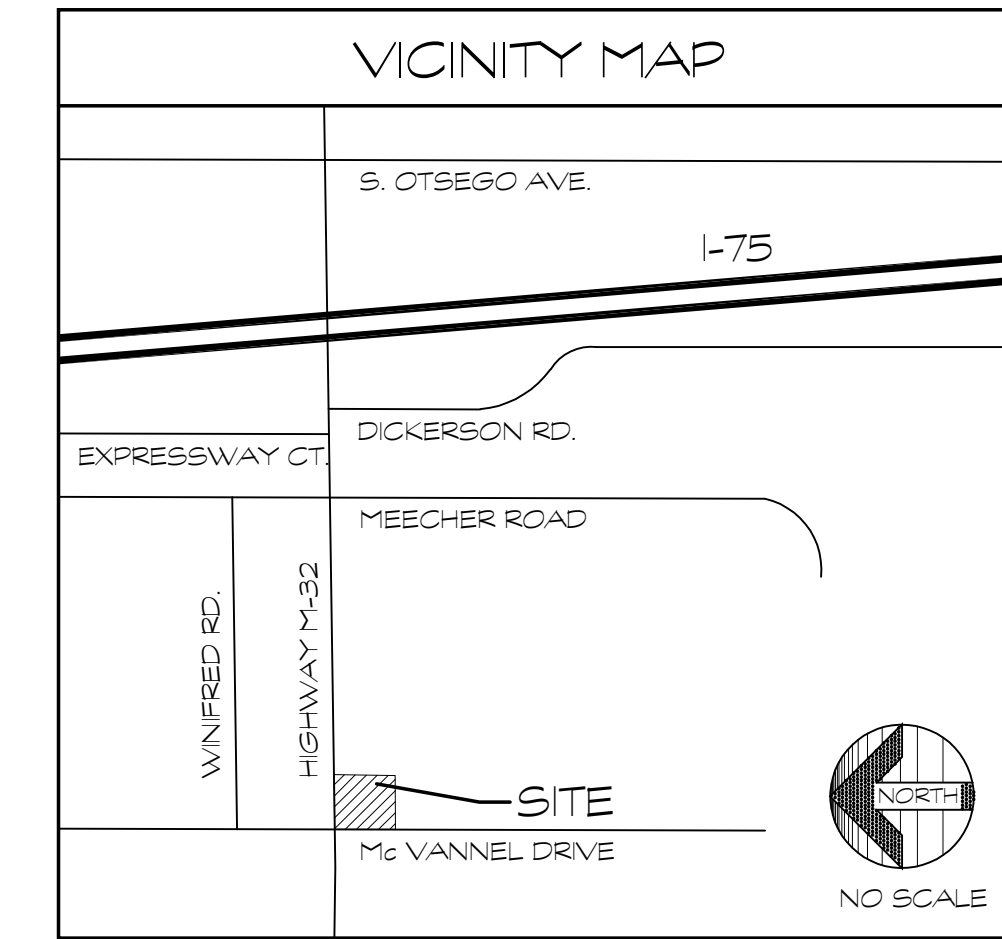 VICINITY MAP
S. OTSEGO AVE.
I-75
DICKERSON RD.
EXPRESSWAY CT.
MEECHER ROAD
WINIFRED RD.
HIGHWAY M-32
SITE
NORTH
Mc VANNEL DRIVE
NO SCALE